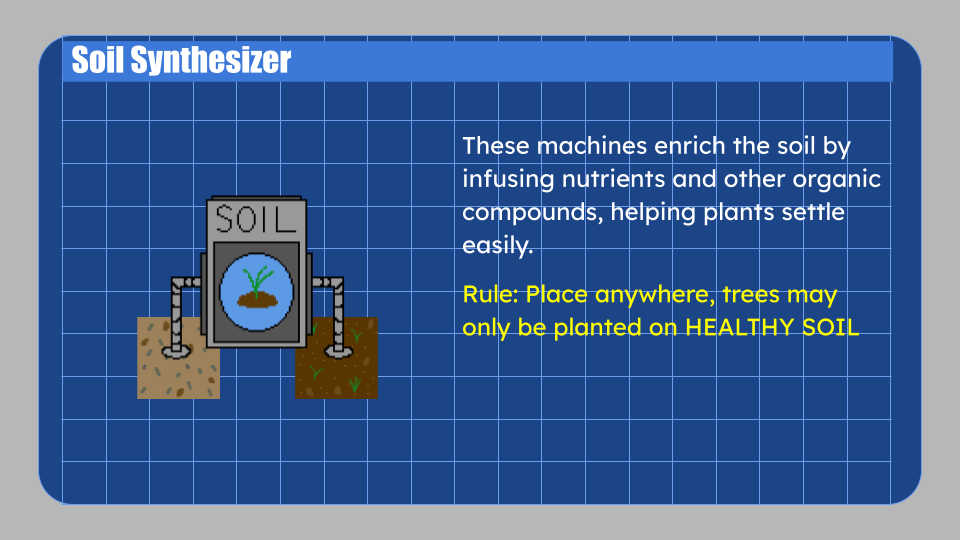 Soil Synthesizer
These machines enrich the soil by
infusing nutrients and other organic
compounds, helping plants settle
easily.
Rule: Place anywhere, trees may
only be planted on HEALTHY SOIL
SOIL